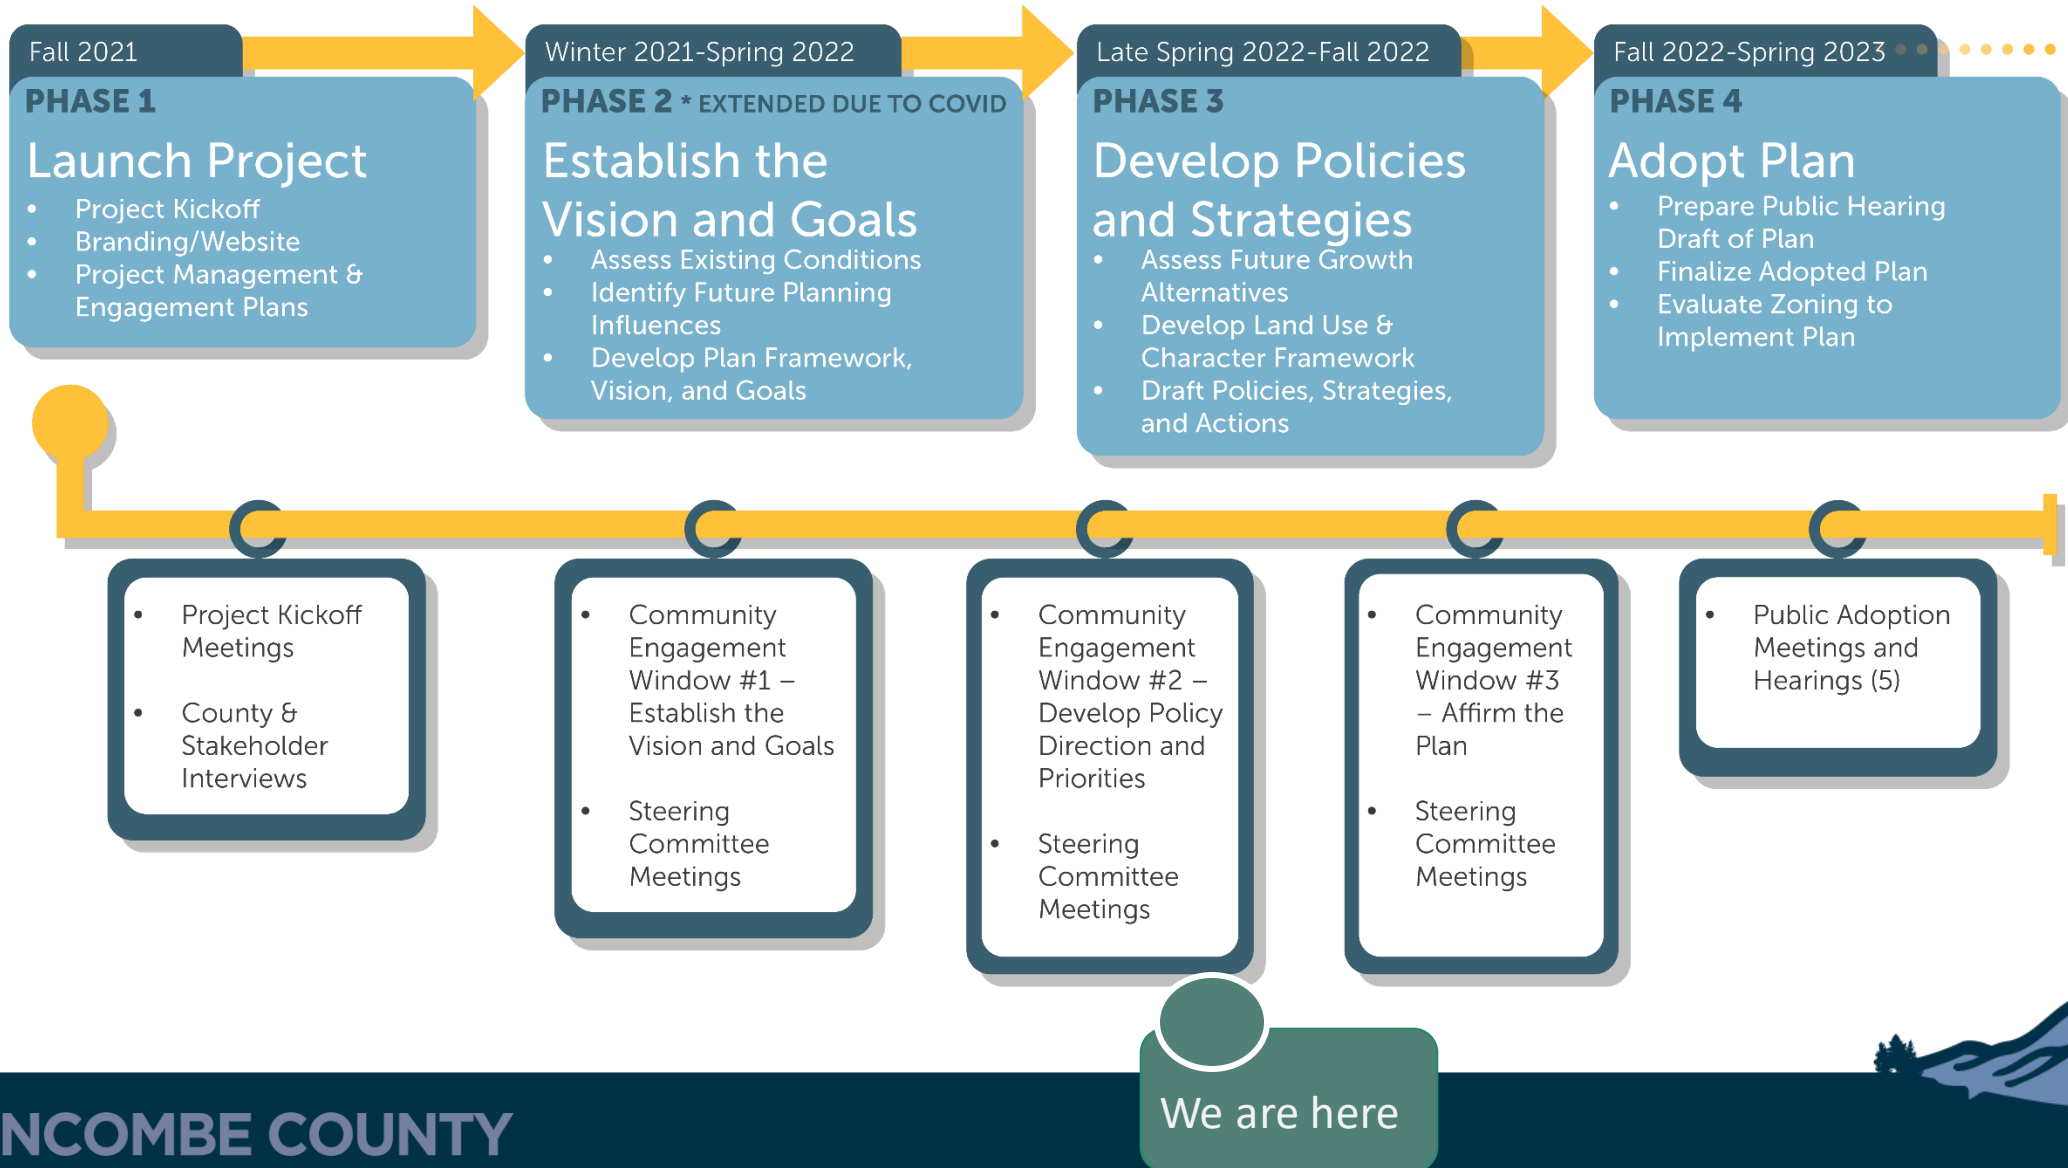 Fall 2021
PHASE 1
Launch Project
• Project Kickoff
• Branding/Website
• Project Management &
Engagement Plans
Winter 2021-Spring 2022
PHASE 2 * EXTENDED DUE TO COVID
Establish the
Vision and Goals
• Assess Existing Conditions
• Identify Future Planning
Influences
• Develop Plan Framework,
Vision, and Goals
Late Spring 2022-Fall 2022
PHASE 3
Develop Policies
and Strategies
• Assess Future Growth
Alternatives
• Develop Land Use &
Character Framework
• Draft Policies, Strategies,
and Actions
Fall 2022-Spring 2023
PHASE 4
Adopt Plan
• Prepare Public Hearing
Draft of Plan
• Finalize Adopted Plan
• Evaluate Zoning to
Implement Plan
• Project Kickoff
Meetings
• County &
Stakeholder
Interviews
• Community
Engagement
Window #1 –
Establish the
Vision and Goals
• Steering
Committee
Meetings
• Community
Engagement
Window #2 –
Develop Policy
Direction and
Priorities
• Steering
Committee
Meetings
• Community
Engagement
Window #3
– Affirm the
Plan
• Steering
Committee
Meetings
• Public Adoption
Meetings and
Hearings (5)
We are here
NCOMBE COUNTY